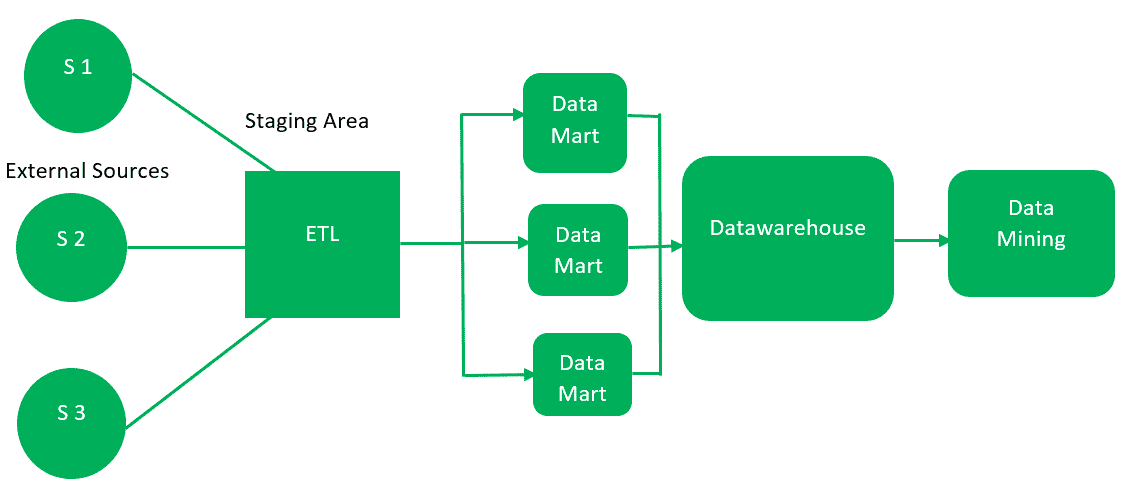 S 1
Staging Area
External Sources
S 2
ETL
S 3
Data
Mart
Data
Mart
Data
Mart
Datawarehouse
Data
Mining